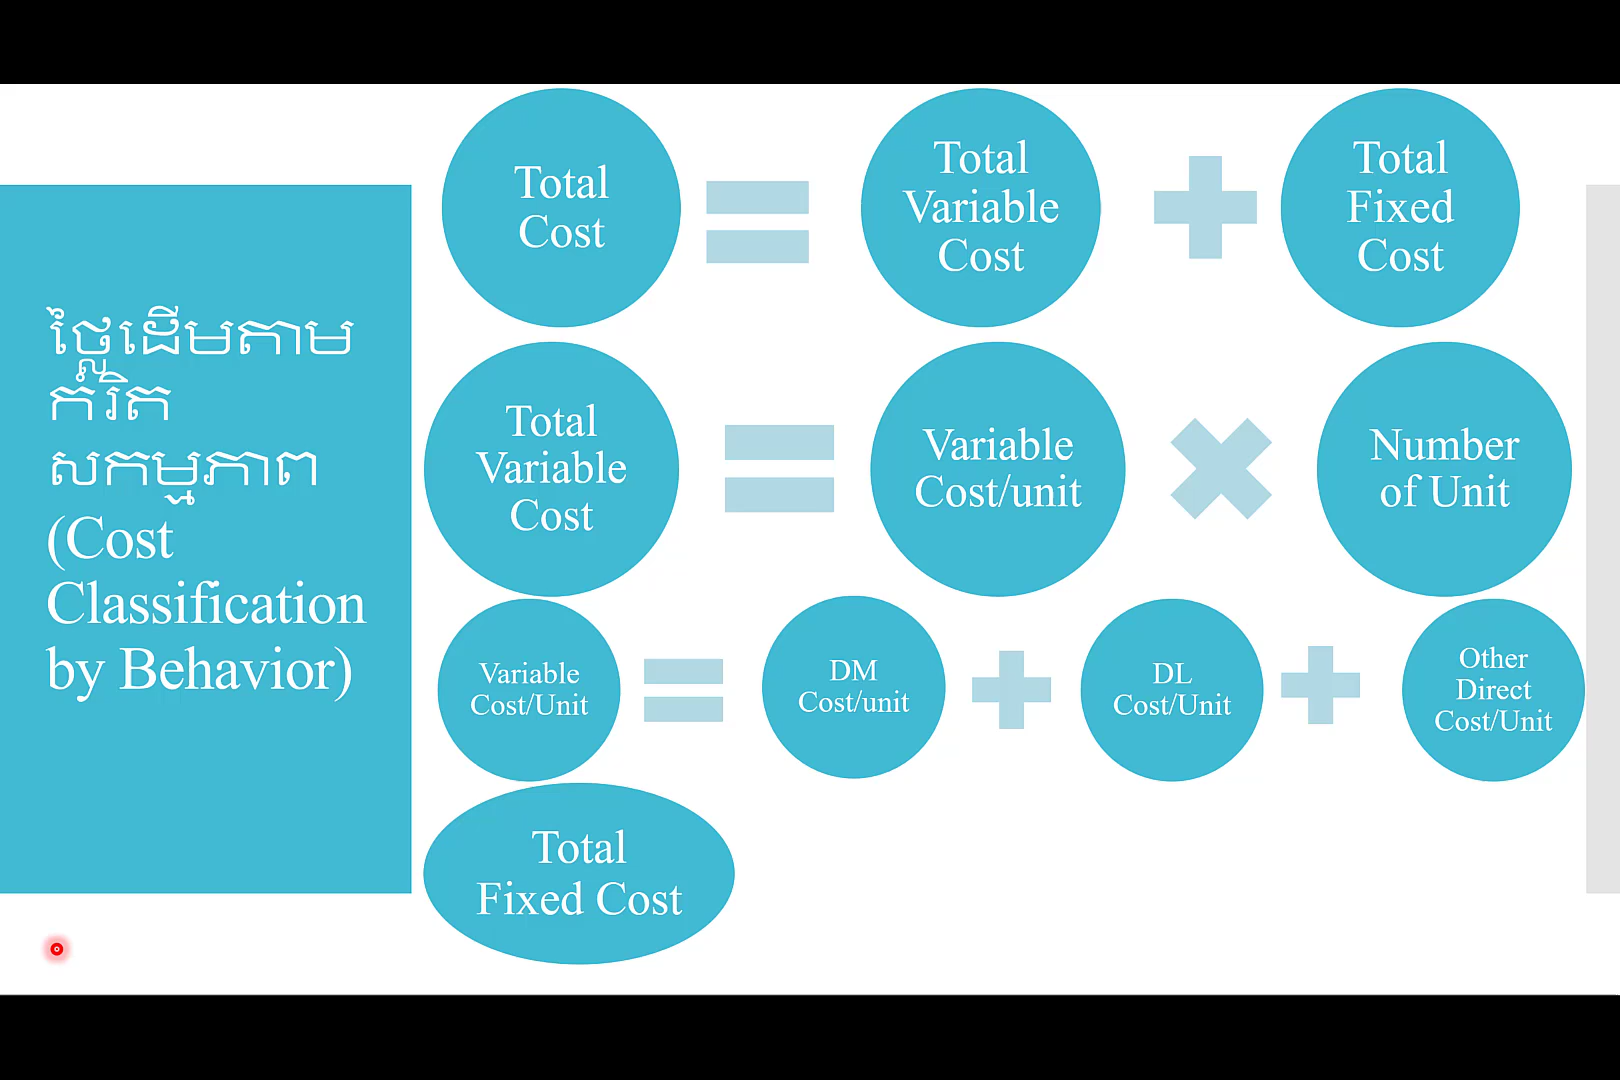 ថ្លៃដើមតាម
កំរិត
សកម្មភាព
(Cost
Classification
by Behavior)
Total
Cost
Total
Variable
Cost
Total
Fixed
Cost
Total
Variable
Cost
Variable
Cost/unit
Number
of Unit
Variable
Cost/Unit
DM
Cost/unit
DL
Cost/Unit
Other
Direct
Cost/Unit
Total
Fixed Cost